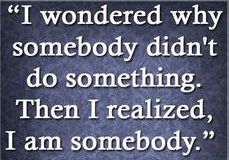 “I wondered why
somebody didn't
do something.
Then I realized,
I am somebody.”